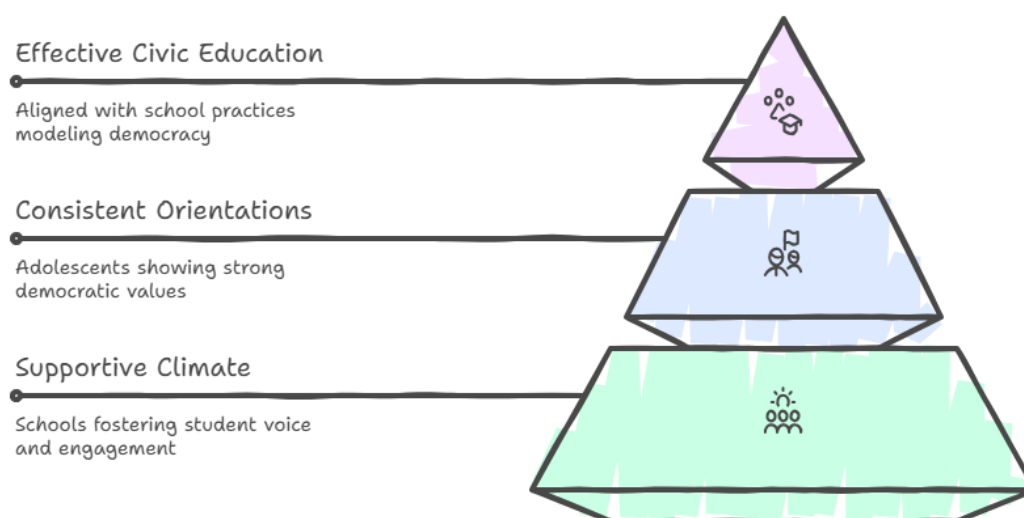 Effective Civic Education
Aligned with school practices
modeling democracy
Consistent Orientations
Adolescents showing strong
democratic values
Supportive Climate
Schools fostering student voice
and engagement